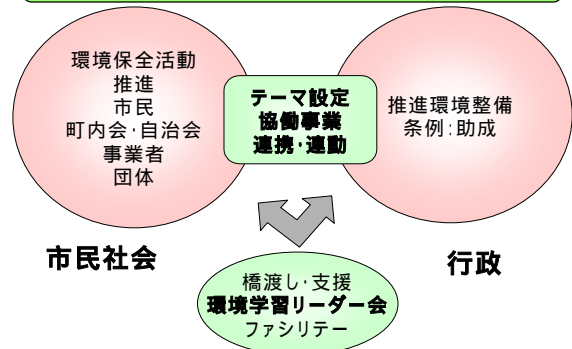 環境保全活動
推進
市民
町内会・自治会
事業者
団体
テーマ設定
協働事業
連携・連動
推進環境整備
条例:助成
市民社会
行政
橋渡し・支援
環境学習リーダー会
ファシリテー